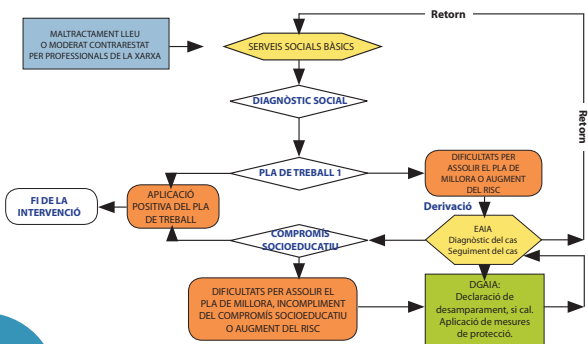 MALTRACTAMENT LLEU
O MODERAT CONTRARESTAT
PER PROFESSIONALS DE LA XARXA
SERVEIS SOCIALS BÀSICS
Retorn
Retorn
DIAGNÒSTIC SOCIAL
PLA DE TREBALL 1
DIFICULTATS PER
ASSOLIR EL PLA DE
MILLORA O AUGMENT
DEL RISC
FI DE LA
INTERVENCIÓ
APLICACIÓ
POSITIVA DEL PLA
DE TREBALL
Derivació
COMPROMÍS
SOCIOEDUCATIU
EAIA
Diagnòstic del cas
Seguiment del cas
DIFICULTATS PER ASSOLIR EL
PLA DE MILLORA, INCOMPLIMENT
DEL COMPROMÍS SOCIOEDUCATIU
O AUGMENT DEL RISC
DGAIA:
Declaració de
desamparament, si cal.
Aplicació de mesures
de protecció.